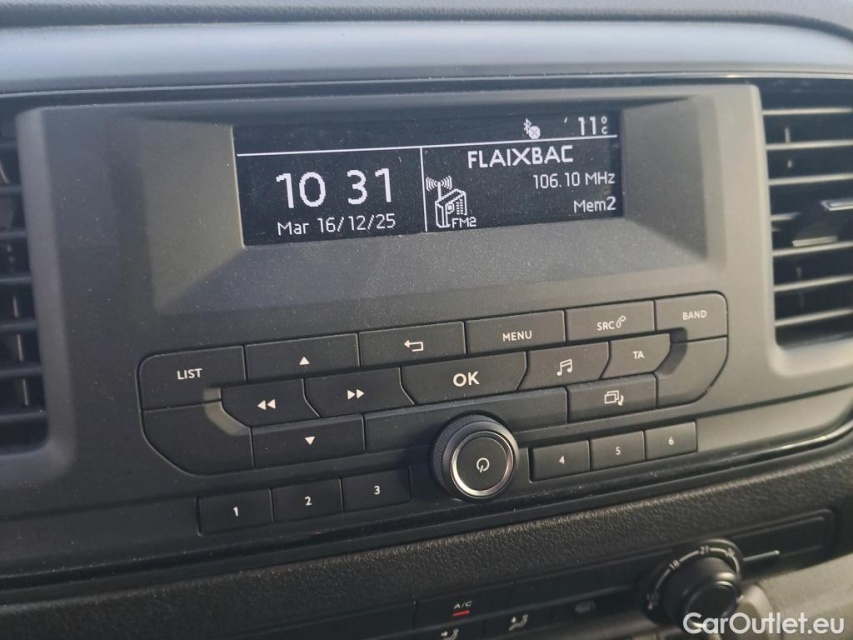 11°C
10 31
Mar 16/12/25
FLAIXBAC
106.10 MHz
FM2
Mem2
LIST
MENU
SRC
BAND
OK
TA
1
2
3
4
5
6
A/C
CarOutlet.eu